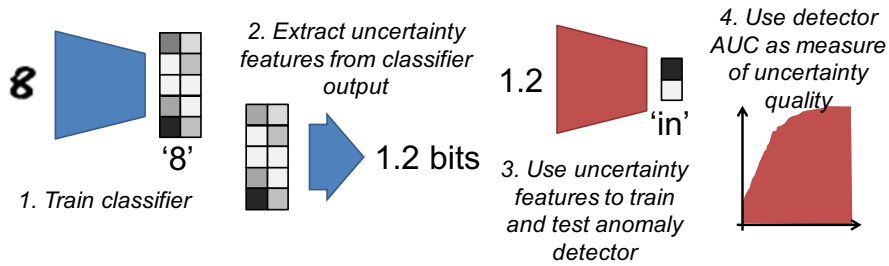 8
‘8’
1. Train classifier
2. Extract uncertainty
features from classifier
output
1.2 bits
1.2
‘in’
3. Use uncertainty
features to train
and test anomaly
detector
4. Use detector
AUC as measure
of uncertainty
quality